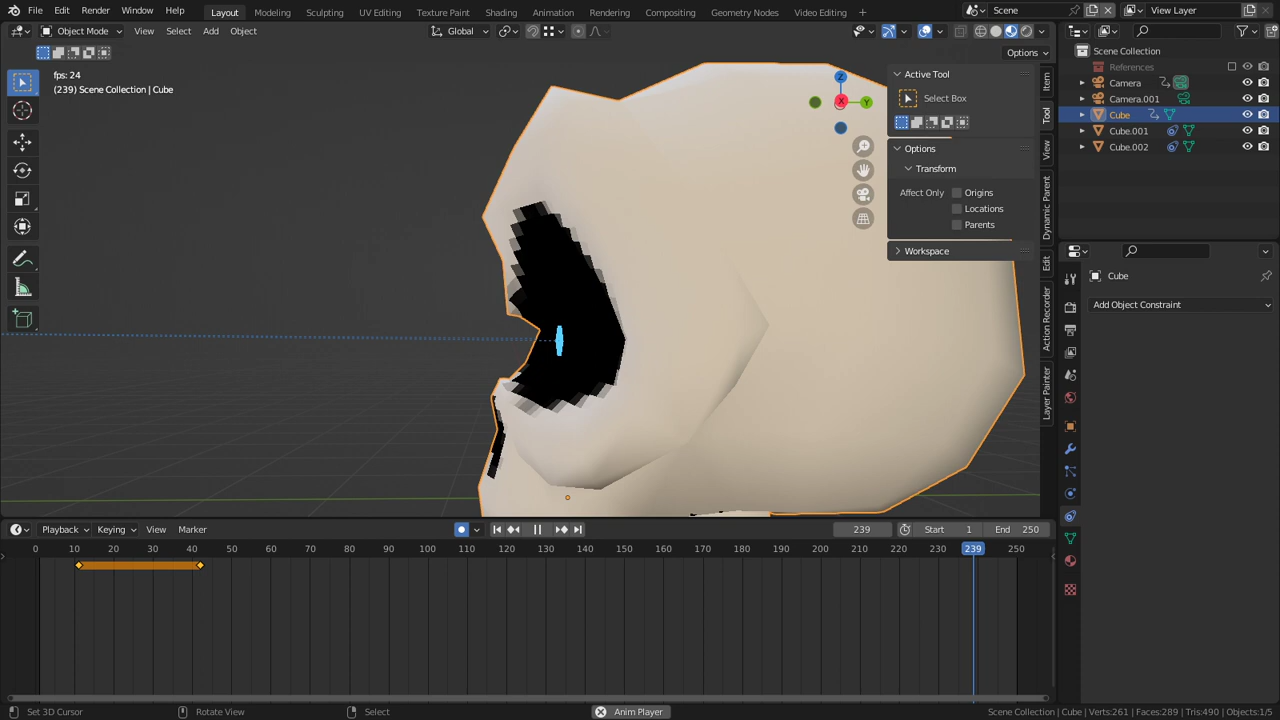 File Edit Render Window Help Layout Modeling Sculpting UV Editing Texture Paint Shading Animation Rendering Compositing Geometry Nodes Video Editing + Scene View Layer
Object Mode View Select Add Object Global
Options
fps: 24
(239) Scene Collection | Cube
Z
X
Y
Active Tool
Select Box
Options
Transform
Affect Only Origins
Locations
Parents
Workspace
Item
Tool
View
Dynamic Parent
Edit
Action Recorder
Layer Painter
Scene Collection
References
Camera
Camera.001
Cube
Cube.001
Cube.002
Cube
Add Object Constraint
Playback Keying View Marker 239 Start 1 End 250
0 10 20 30 40 50 60 70 80 90 100 110 120 130 140 150 160 170 180 190 200 210 220 230 239 250
Set 3D Cursor Rotate View Select Anim Player Scene Collection | Cube | Verts:261 | Faces:289 | Tris:490 | Objects:1/5